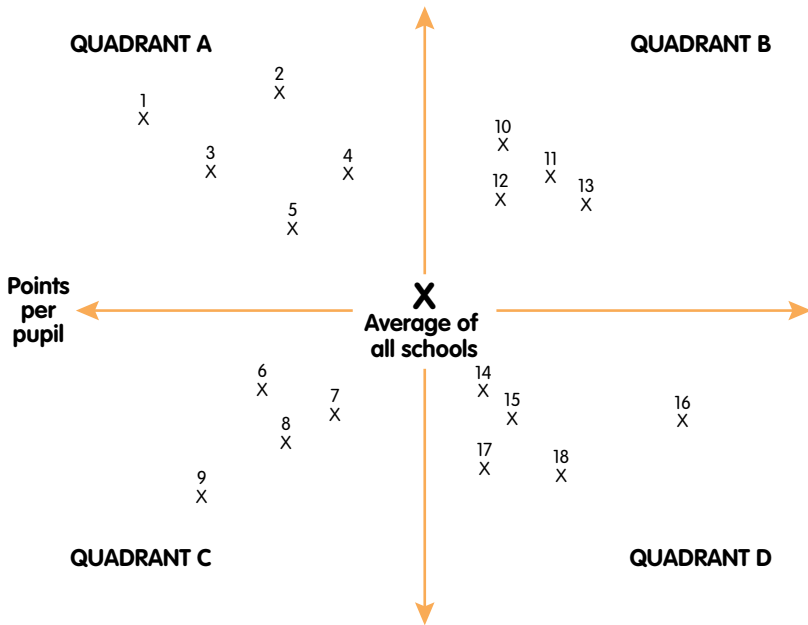 QUADRANT A
QUADRANT B
2
X
1
X
10
X
3
X
4
X
11
X
12
X
13
X
5
X
Points
per
pupil
X
Average of
all schools
6
X
7
X
8
X
9
X
14
X
15
X
16
X
17
X
18
X
QUADRANT C
QUADRANT D